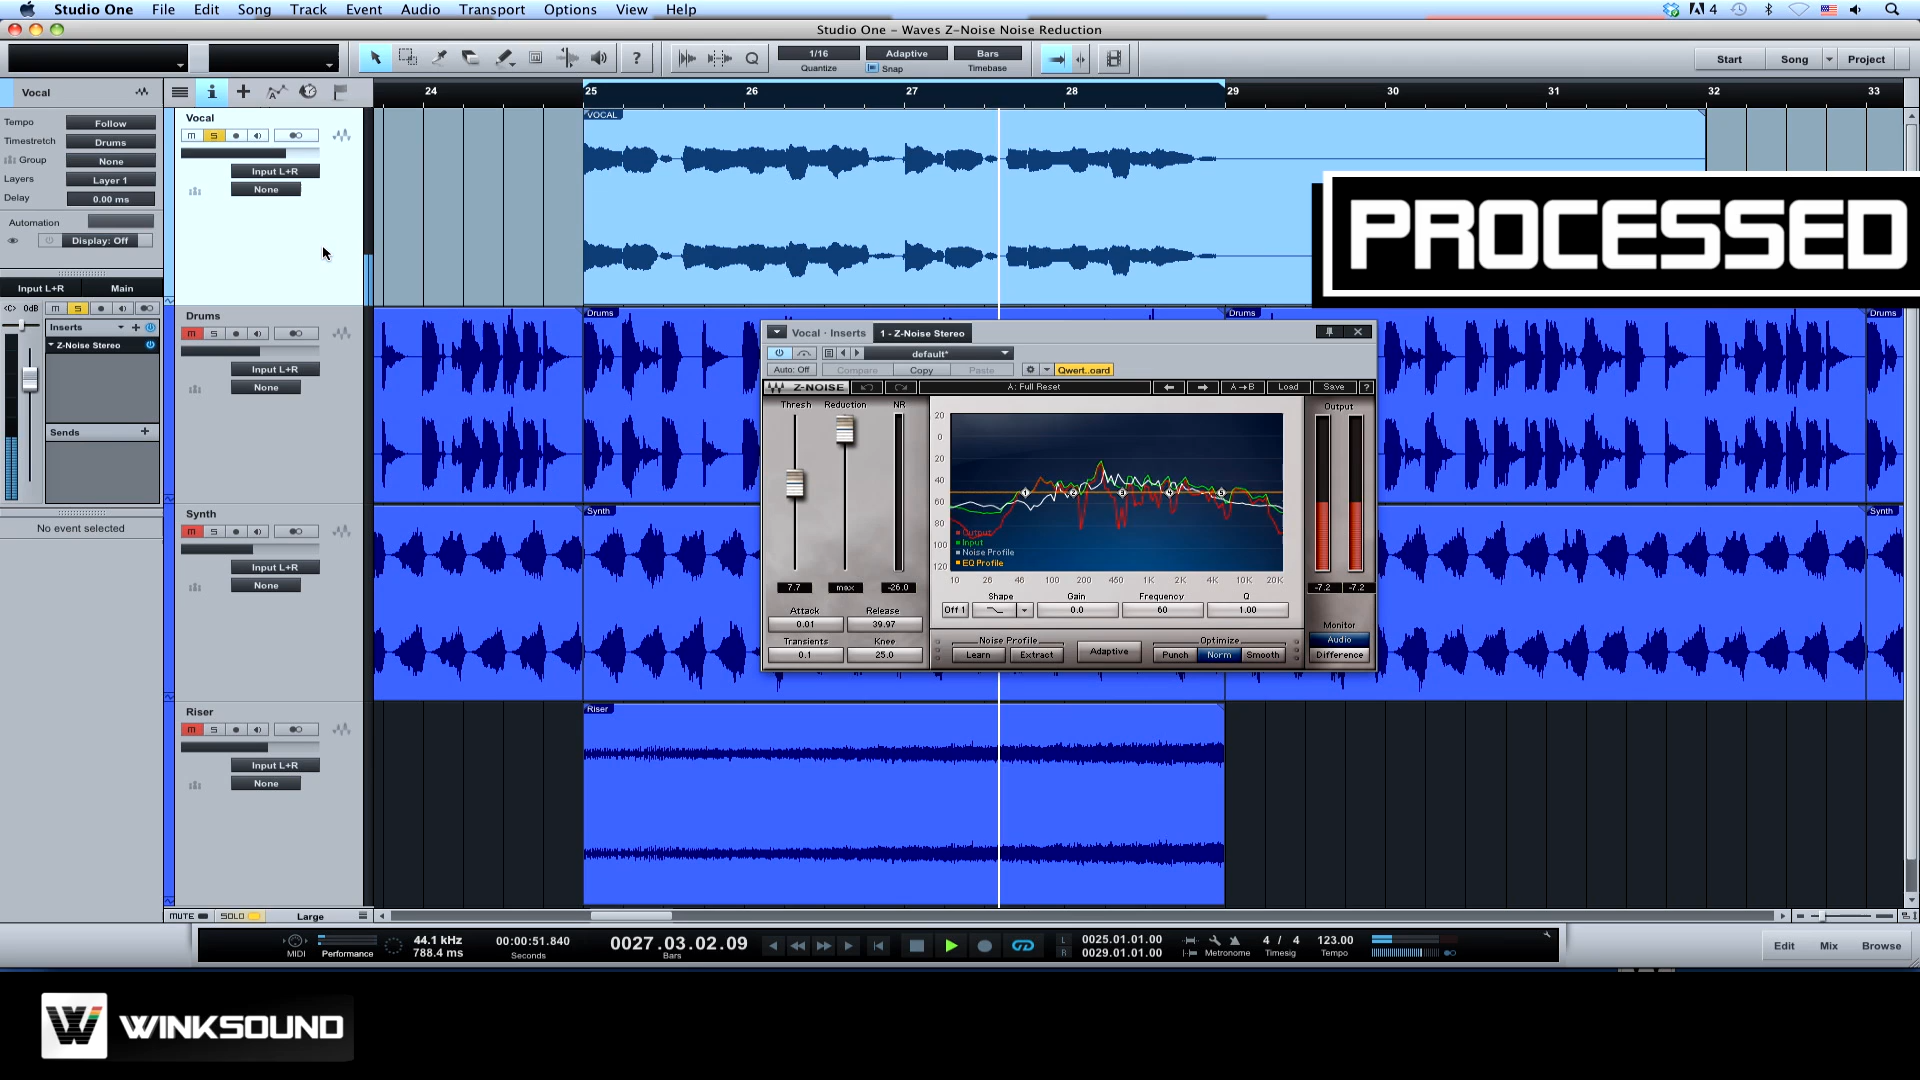 Studio One File Edit Song Track Event Audio Transport Options View Help
4
Studio One - Waves Z-Noise Noise Reduction
1/16 Adaptive Bars
Quantize Snap Timebase
? Q
Start Song Project
Vocal
24 25 26 27 28 29 30 31 32 33
Tempo Follow
Timestretch Drums
Group None
Layers Layer 1
Delay 0.00 ms
Automation
Display: Off
Input L+R Main
<C> 0dB M S
Inserts
Z-Noise Stereo
Sends
No event selected
Vocal
M S
Input L+R
None
VOCAL
PROCESSED
Drums
M S
Input L+R
None
Drums Drums Drums
Synth
M S
Input L+R
None
Synth Synth
Riser
M S
Input L+R
None
Riser
Vocal · Inserts 1 - Z-Noise Stereo
default*
Auto: Off Compare Copy Paste Qwert..oard
Z-NOISE A: Full Reset A→B Load Save ?
Thresh Reduction NR
Output
20
0
20
40
60
80
100
120
1 2 3 4 5
Output
Input
Noise Profile
EQ Profile
10 26 46 100 200 450 1K 2K 4K 10K 20K
7.7 max -26.0
-7.2 -7.2
Shape Gain Frequency Q
Off 1 0.0 60 1.00
Attack Release
0.01 39.97
Transients Knee
0.1 25.0
Noise Profile Optimize
Learn Extract Adaptive Punch Norm Smooth
Monitor
Audio
Difference
MUTE SOLO Large
MIDI Performance
44.1 kHz
788.4 ms
00:00:51.840
Seconds
0027.03.02.09
Bars
L 0025.01.01.00
R 0029.01.01.00
Metronome
4 / 4
Timesig
123.00
Tempo
Edit Mix Browse
W WINKSOUND